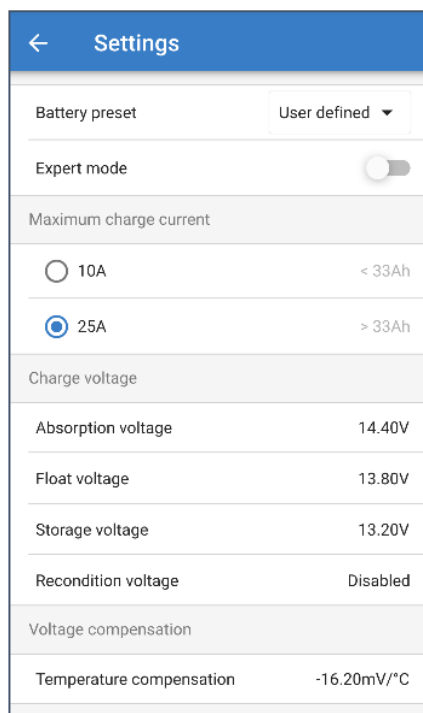 Settings
Battery preset User defined
Expert mode
Maximum charge current
10A < 33Ah
25A > 33Ah
Charge voltage
Absorption voltage 14.40V
Float voltage 13.80V
Storage voltage 13.20V
Recondition voltage Disabled
Voltage compensation
Temperature compensation -16.20mV/°C